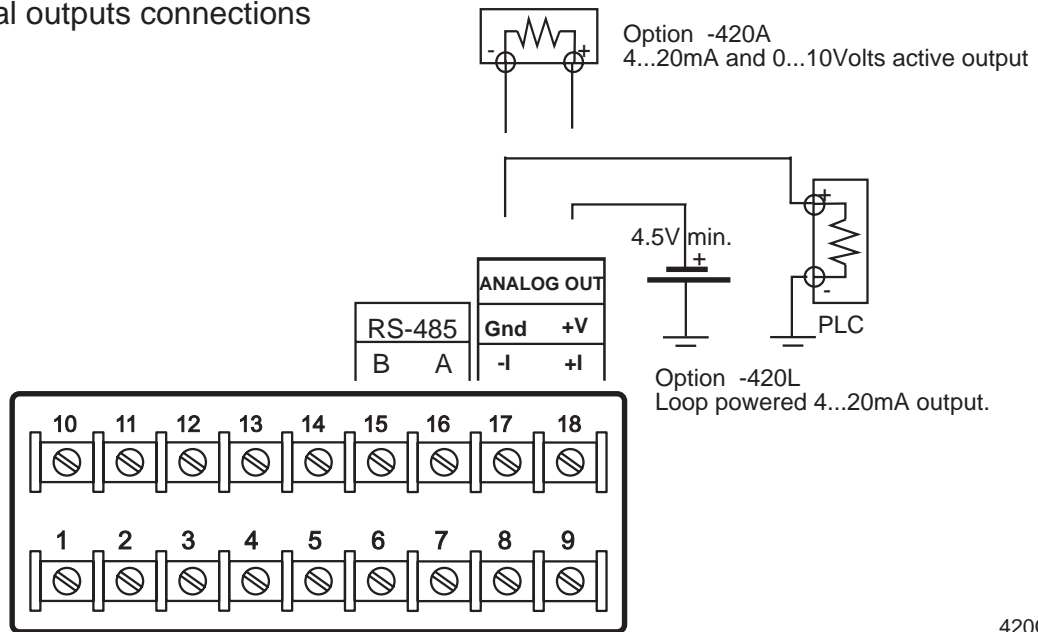 outputs connections
Option -420A
4...20mA and 0...10Volts active output
- +
4.5V min.
+
+
-
PLC
ANALOG OUT
RS-485 Gnd +V
B A -I +I
Option -420L
Loop powered 4...20mA output.
10 11 12 13 14 15 16 17 18
1 2 3 4 5 6 7 8 9